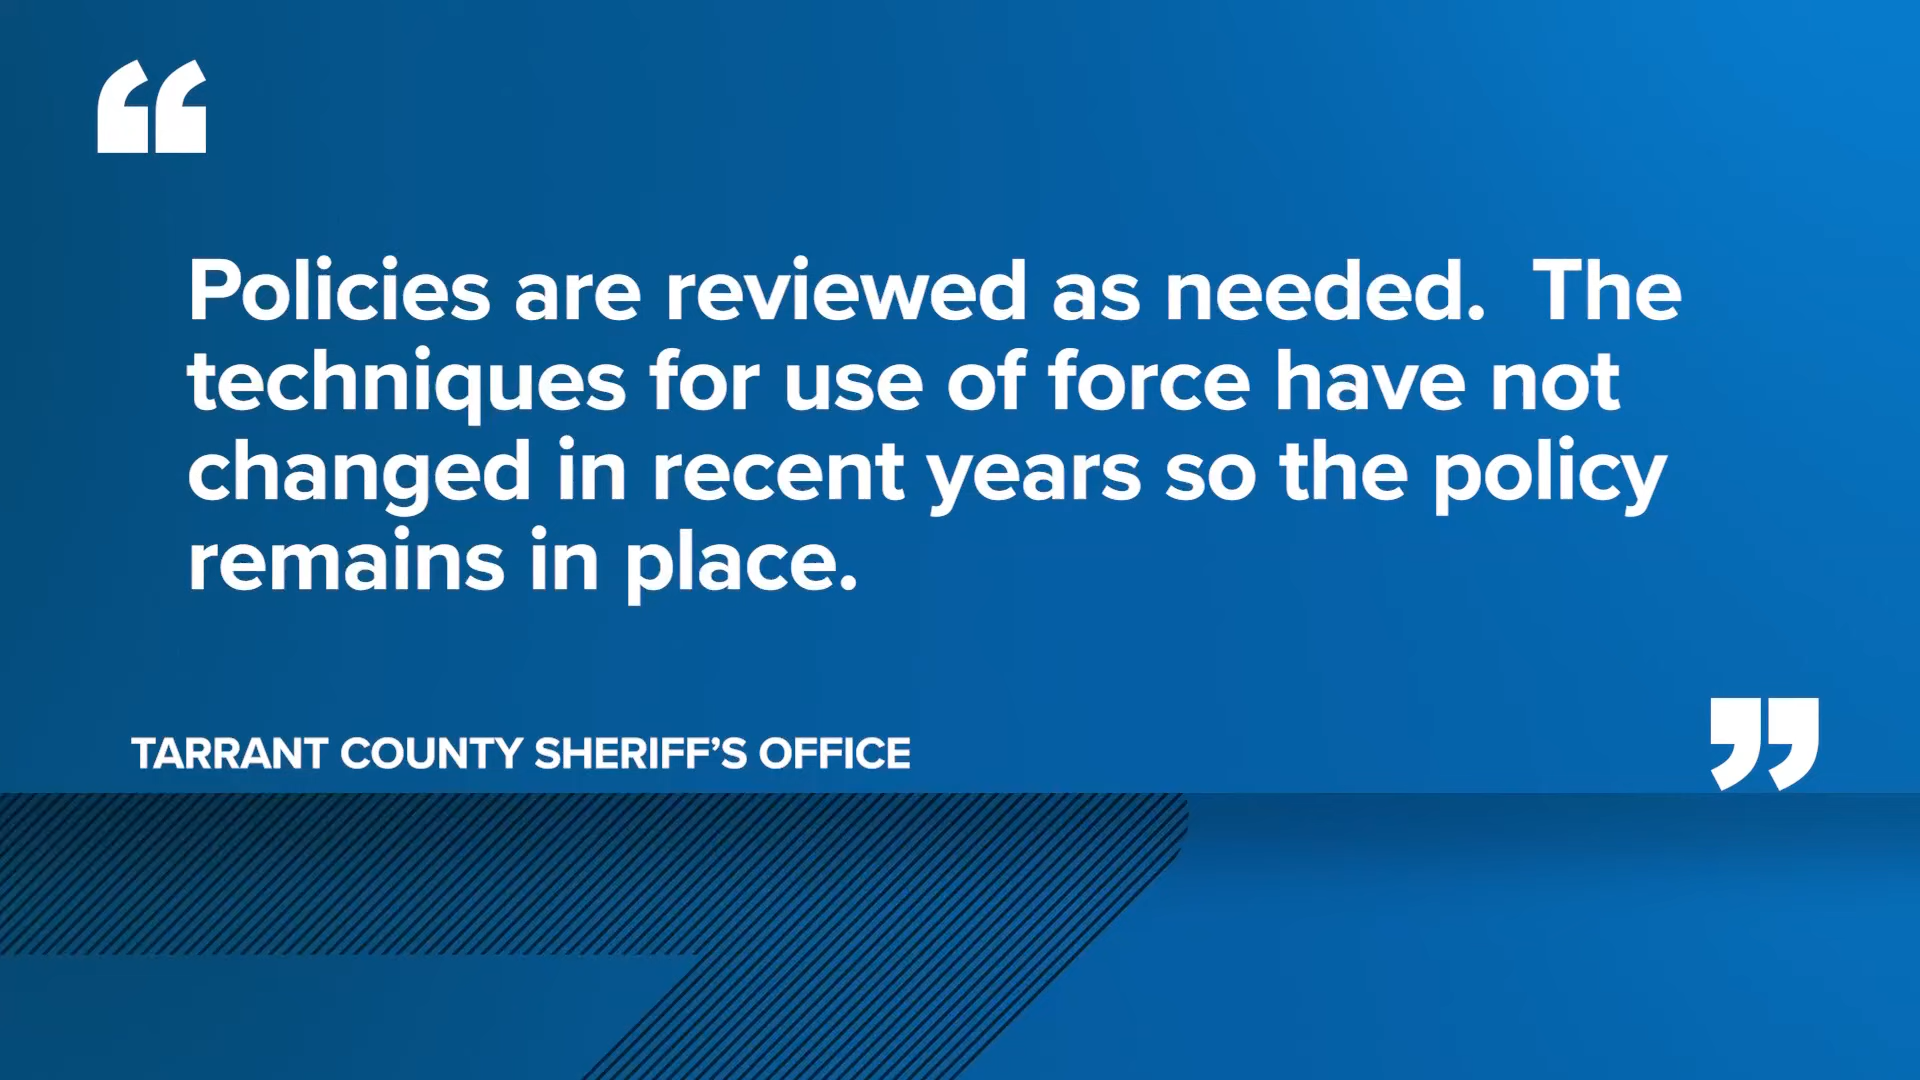 “
Policies are reviewed as needed.  The
techniques for use of force have not
changed in recent years so the policy
remains in place.
”
TARRANT COUNTY SHERIFF’S OFFICE